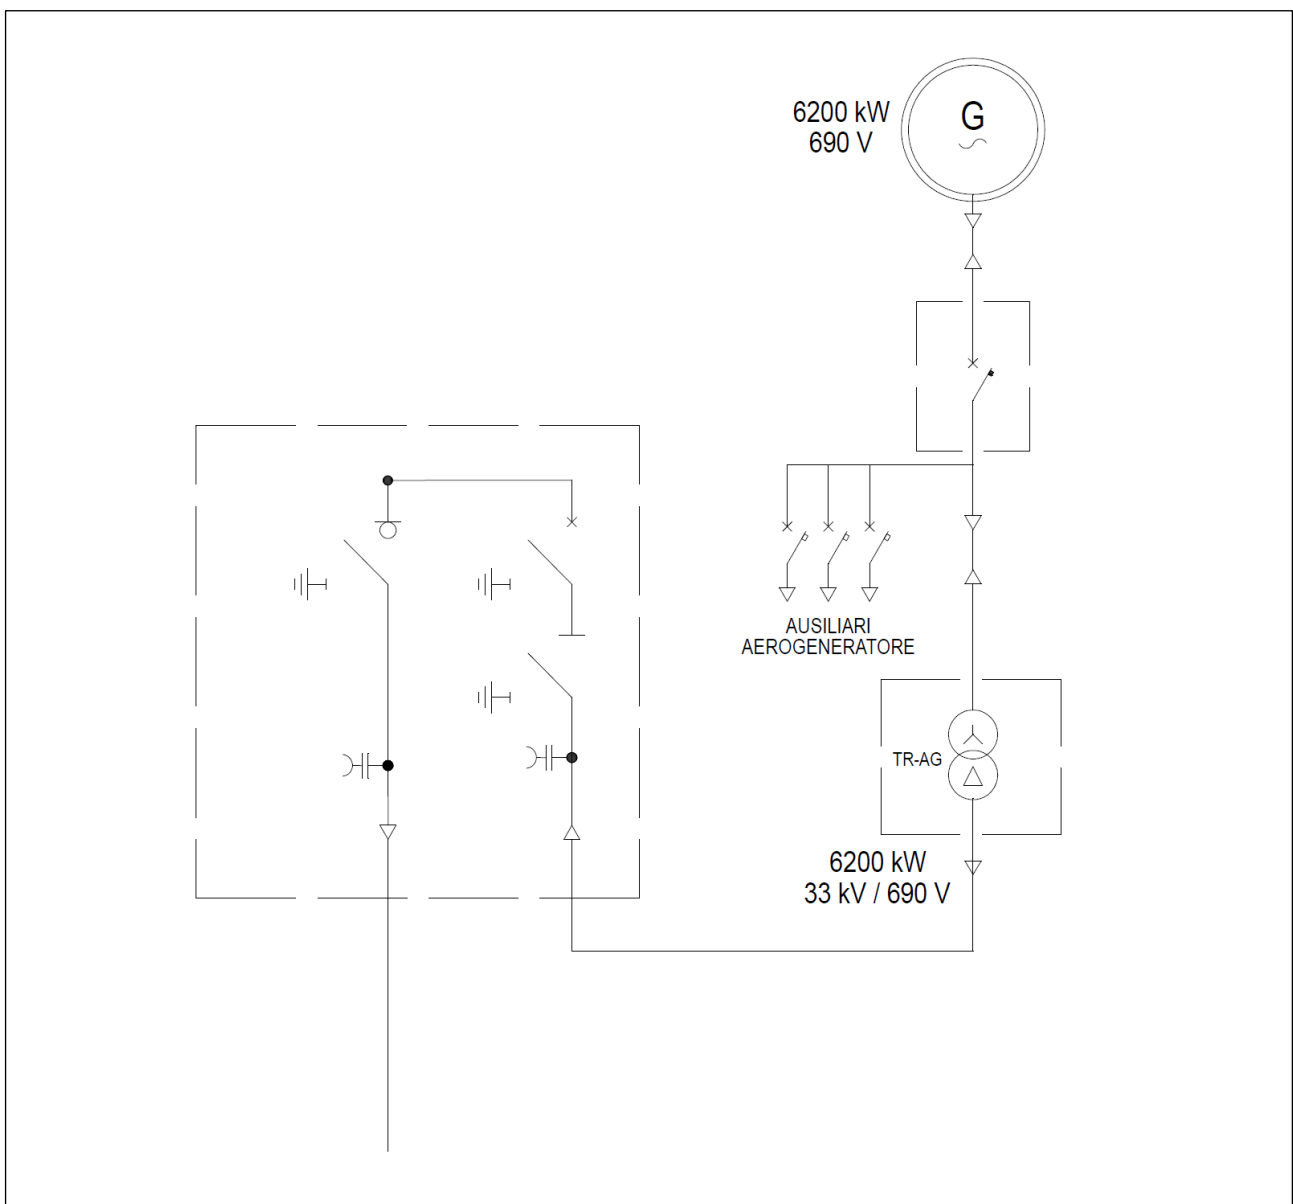 6200 kW
690 V
G
AUSILIARI
AEROGENERATORE
TR-AG
6200 kW
33 kV / 690 V